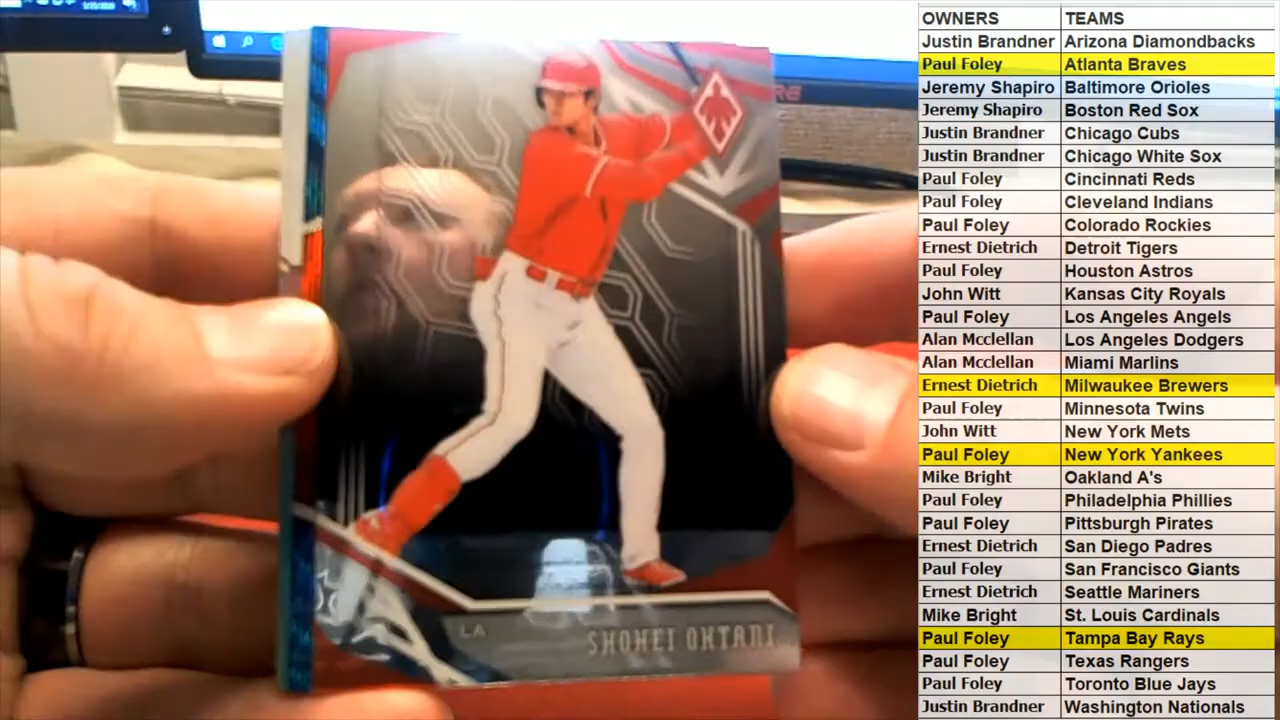 LA
SHOHEI OHTANI
OWNERS TEAMS
Justin Brandner Arizona Diamondbacks
Paul Foley Atlanta Braves
Jeremy Shapiro Baltimore Orioles
Jeremy Shapiro Boston Red Sox
Justin Brandner Chicago Cubs
Justin Brandner Chicago White Sox
Paul Foley Cincinnati Reds
Paul Foley Cleveland Indians
Paul Foley Colorado Rockies
Ernest Dietrich Detroit Tigers
Paul Foley Houston Astros
John Witt Kansas City Royals
Paul Foley Los Angeles Angels
Alan Mcclellan Los Angeles Dodgers
Alan Mcclellan Miami Marlins
Ernest Dietrich Milwaukee Brewers
Paul Foley Minnesota Twins
John Witt New York Mets
Paul Foley New York Yankees
Mike Bright Oakland A's
Paul Foley Philadelphia Phillies
Paul Foley Pittsburgh Pirates
Ernest Dietrich San Diego Padres
Paul Foley San Francisco Giants
Ernest Dietrich Seattle Mariners
Mike Bright St. Louis Cardinals
Paul Foley Tampa Bay Rays
Paul Foley Texas Rangers
Paul Foley Toronto Blue Jays
Justin Brandner Washington Nationals